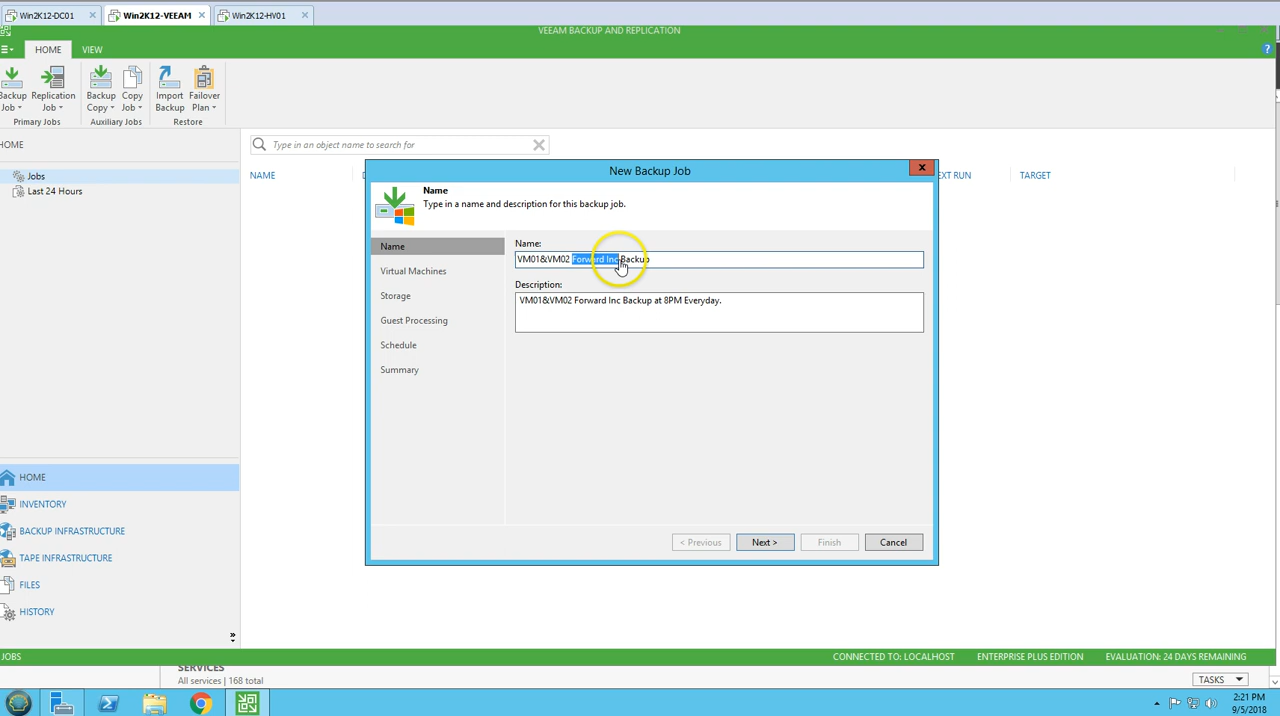 Win2K12-DC01
Win2K12-VEEAM
Win2K12-HV01
VEEAM BACKUP AND REPLICATION
HOME
VIEW
Backup Job
Replication Job
Backup Copy
Copy Job
Import Backup
Failover Plan
Primary Jobs
Auxiliary Jobs
Restore
HOME
Type in an object name to search for
Jobs
Last 24 Hours
NAME
EXT RUN
TARGET
New Backup Job
Name
Type in a name and description for this backup job.
Name
Virtual Machines
Storage
Guest Processing
Schedule
Summary
Name:
VM01&VM02 Forward Inc Backup
Description:
VM01&VM02 Forward Inc Backup at 8PM Everyday.
< Previous
Next >
Finish
Cancel
HOME
INVENTORY
BACKUP INFRASTRUCTURE
TAPE INFRASTRUCTURE
FILES
HISTORY
JOBS
CONNECTED TO: LOCALHOST
ENTERPRISE PLUS EDITION
EVALUATION: 24 DAYS REMAINING
SERVICES
All services | 168 total
TASKS
2:21 PM
9/5/2018